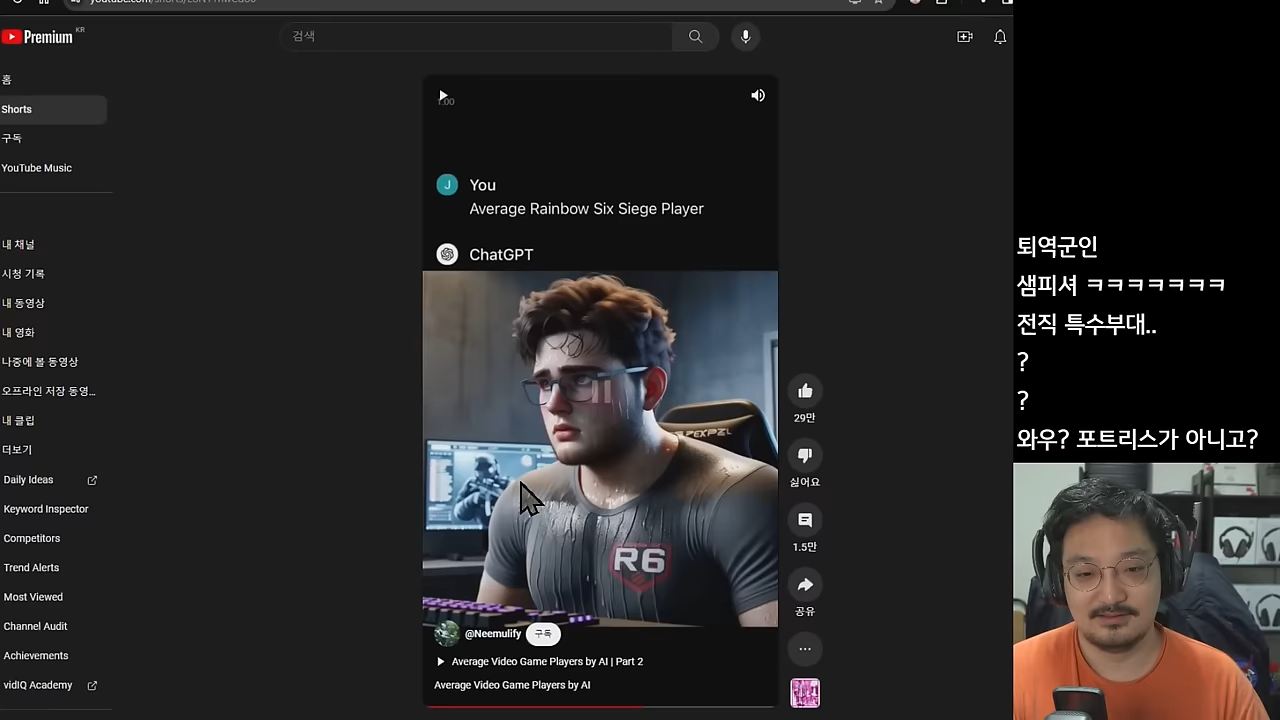 Premium KR
검색
홈
Shorts
구독
YouTube Music
내 채널
시청 기록
내 동영상
내 영화
나중에 볼 동영상
오프라인 저장 동영...
내 클립
더보기
Daily Ideas
Keyword Inspector
Competitors
Trend Alerts
Most Viewed
Channel Audit
Achievements
vidIQ Academy
1:00
J
You
Average Rainbow Six Siege Player
ChatGPT
R6
@Neemulify
구독
Average Video Game Players by AI | Part 2
Average Video Game Players by AI
29만
싫어요
1.5만
공유
퇴역군인
샘피셔 ㅋㅋㅋㅋㅋㅋㅋ
전직 특수부대..
?
?
와우? 포트리스가 아니고?